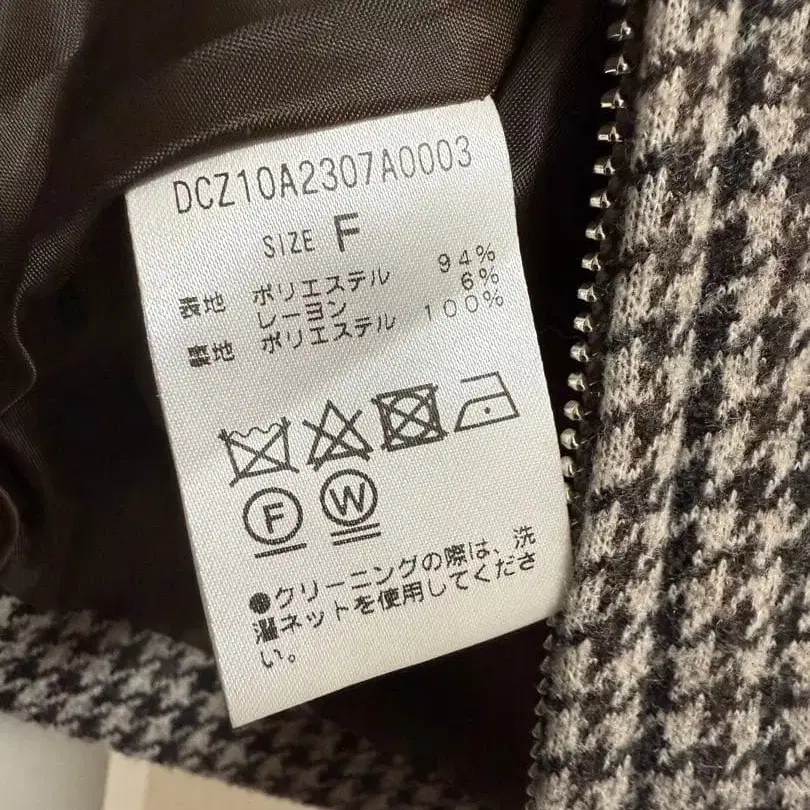 DCZ10A2307A0003
SIZE F
表地 ポリエステル 94%
レーヨン 6%
裏地 ポリエステル 100%
F W
●クリーニングの際は、洗
濯ネットを使用してくださ
い。